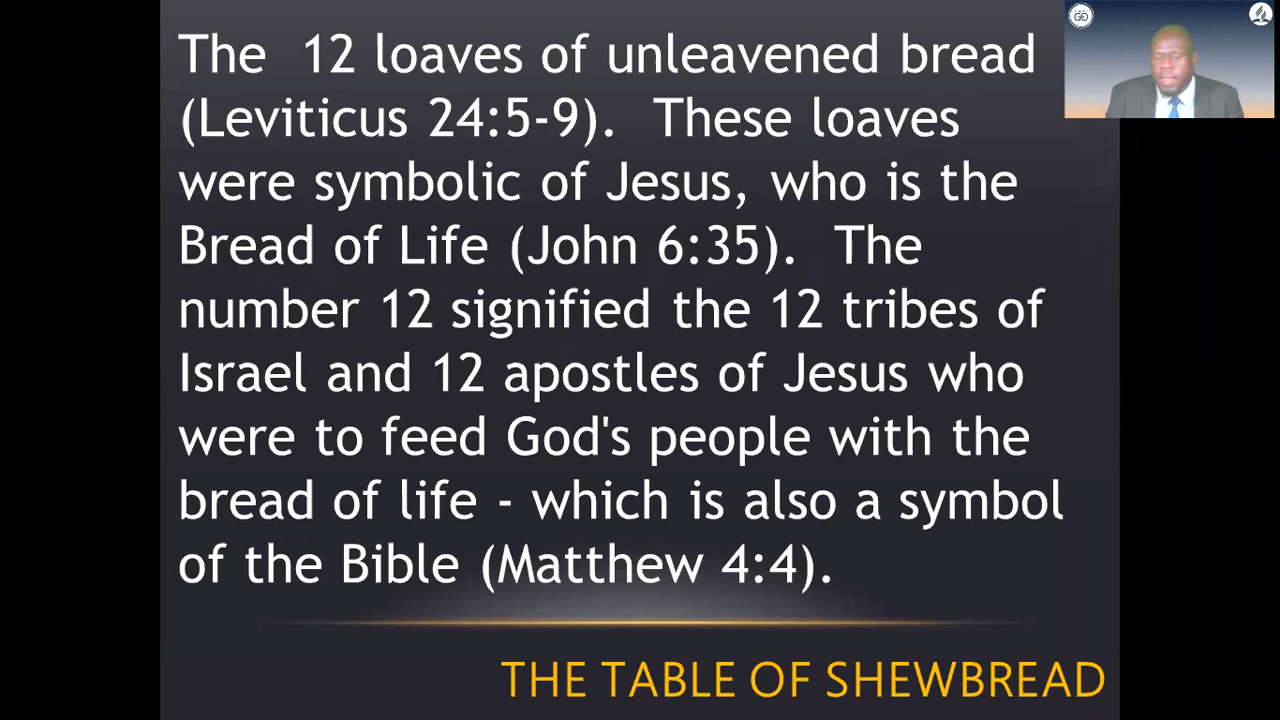 The  12 loaves of unleavened bread
(Leviticus 24:5-9).  These loaves
were symbolic of Jesus, who is the
Bread of Life (John 6:35).  The
number 12 signified the 12 tribes of
Israel and 12 apostles of Jesus who
were to feed God's people with the
bread of life - which is also a symbol
of the Bible (Matthew 4:4).
THE TABLE OF SHEWBREAD